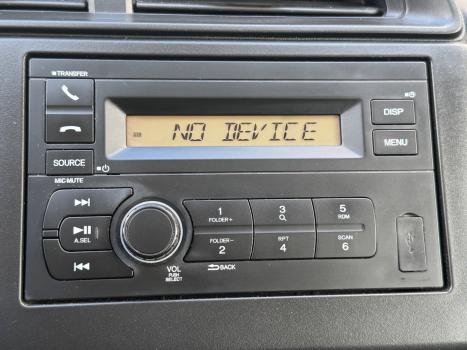 TRANSFER
NO DEVICE
DISP
SOURCE
MENU
MIC MUTE
1
FOLDER+
3
5
RDM
A.SEL
FOLDER−
2
RPT
4
SCAN
6
VOL
PUSH
SELECT
BACK